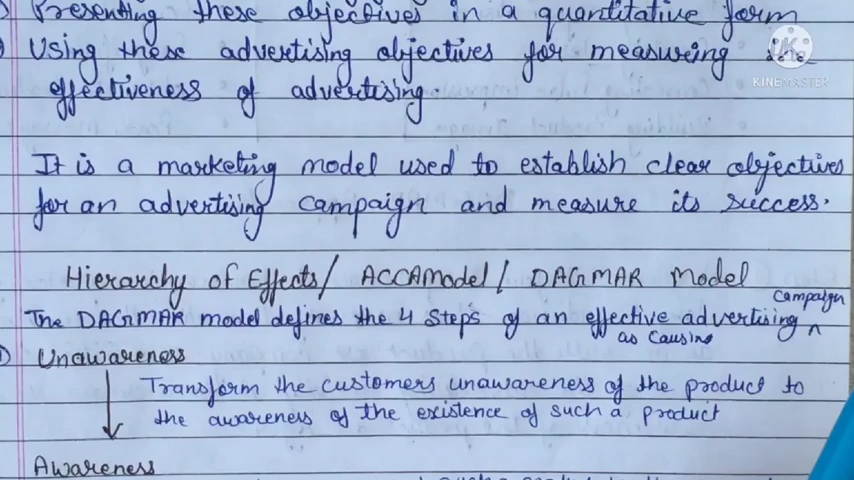 Presenting these objectives in a quantitative form
Using these advertising objectives for measuring
effectiveness of advertising.
KINEMASTER
It is a marketing model used to establish clear objectives
for an advertising campaign and measure its success.
Hierarchy of Effects/ ACCAModel/ DAGMAR Model
campaign
The DAGMAR model defines the 4 steps of an effective advertising ^
as causing
Unawareness
Transform the customers unawareness of the product to
the awareness of the existence of such a product
Awareness